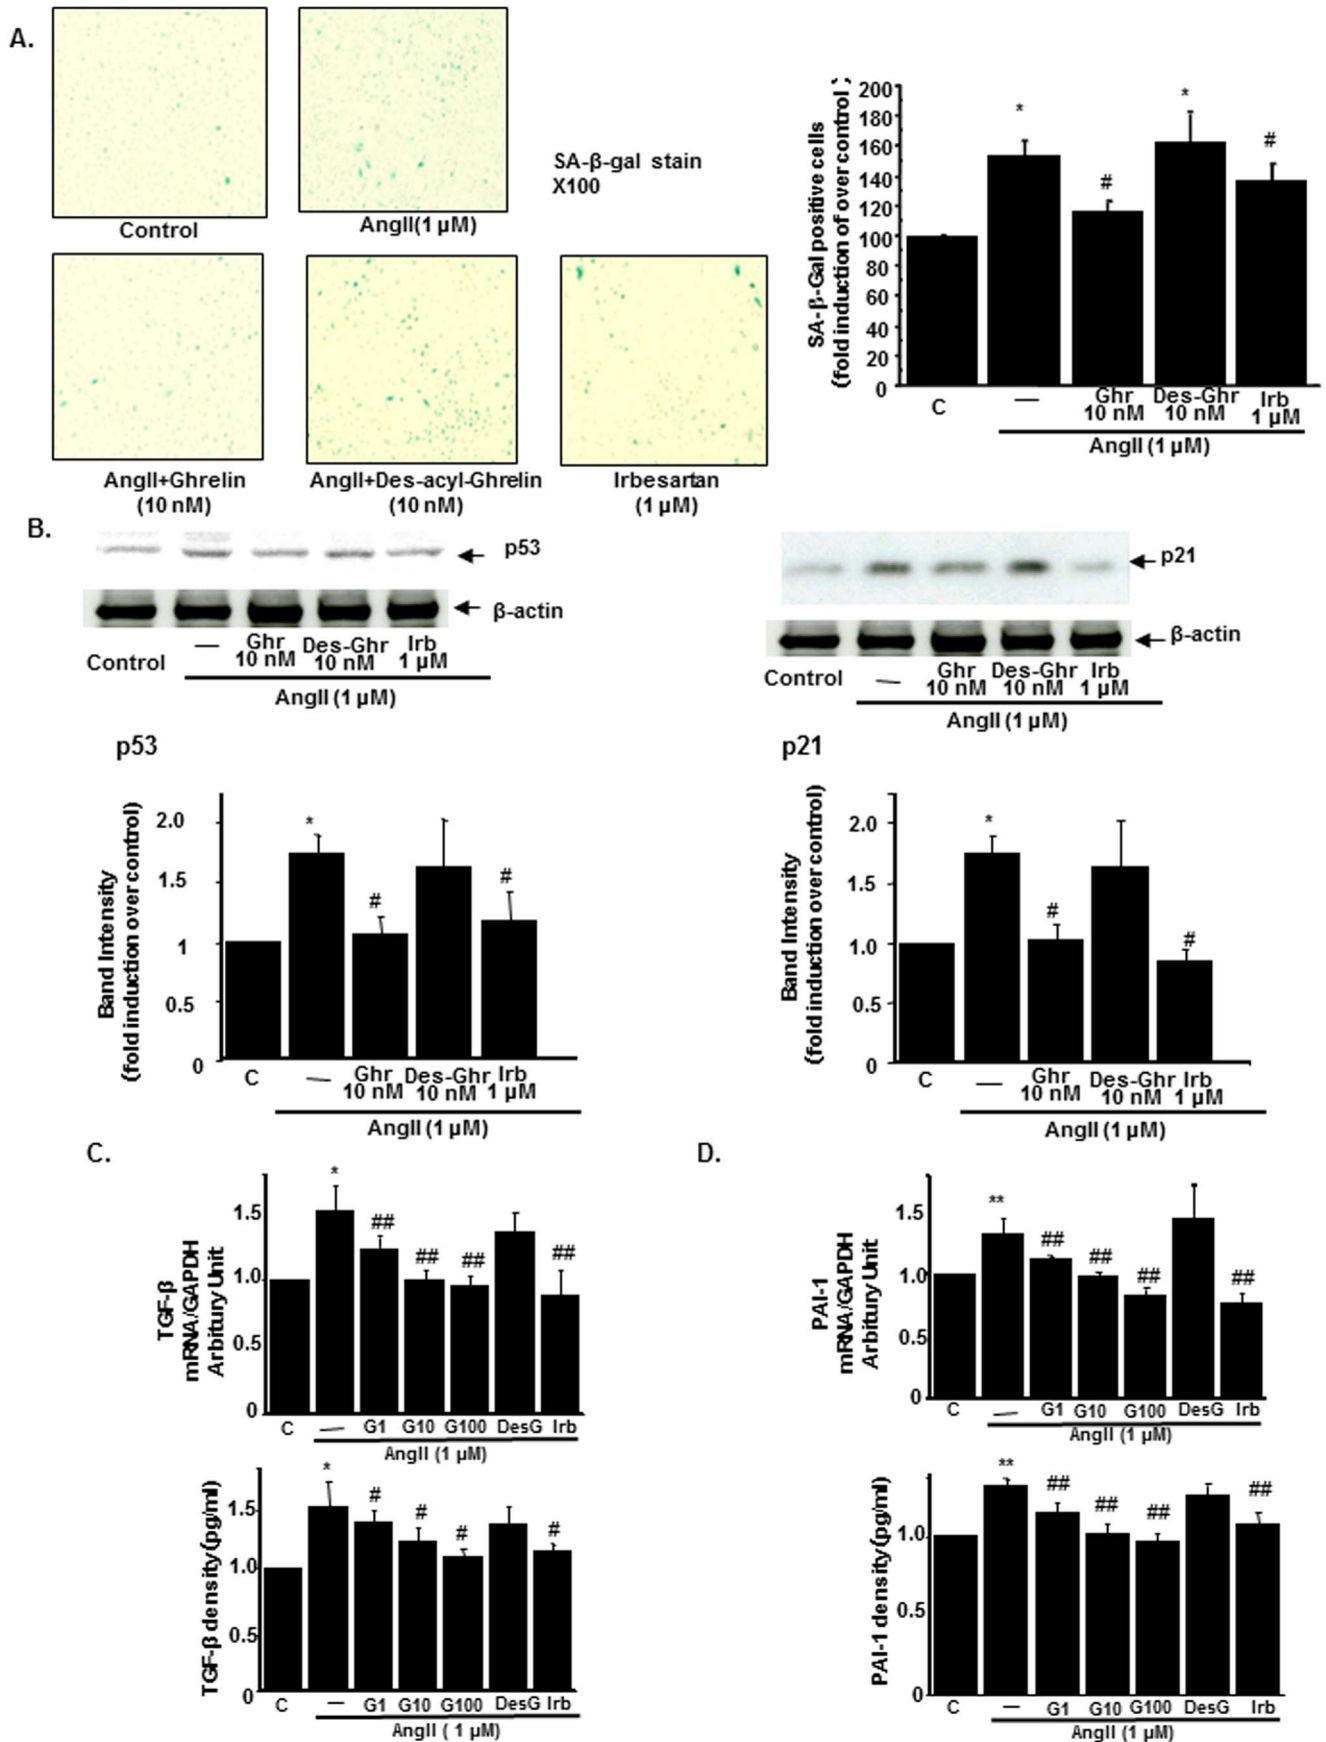 A.
Control
AngII(1 µM)
SA-β-gal stain
X100
AngII+Ghrelin
(10 nM)
AngII+Des-acyl-Ghrelin
(10 nM)
Irbesartan
(1 µM)
SA-β-Gal positive cells
(fold induction of over control )
200
180
160
140
120
100
80
60
40
20
0
*
#
*
#
C
—
Ghr
10 nM
Des-Ghr
10 nM
Irb
1 µM
AngII (1 µM)
B.
p53
β-actin
Control
—
Ghr
10 nM
Des-Ghr
10 nM
Irb
1 µM
AngII (1 µM)
p21
β-actin
Control
—
Ghr
10 nM
Des-Ghr
10 nM
Irb
1 µM
AngII (1 µM)
p53
Band Intensity
(fold induction over control)
2.0
1.5
1
0.5
0
*
#
#
C
—
Ghr
10 nM
Des-Ghr
10 nM
Irb
1 µM
AngII (1 µM)
p21
Band Intensity
(fold induction over control)
2.0
1.5
1.0
0.5
0
*
#
#
C
—
Ghr
10 nM
Des-Ghr
10 nM
Irb
1 µM
AngII (1 µM)
C.
TGF-β
mRNA/GAPDH
Arbitury Unit
1.5
1.0
0.5
0
*
##
##
##
##
C — G1 G10 G100 DesG Irb
AngII (1 µM)
TGF-β density (pg/ml)
1.5
1.0
0.5
0
*
#
#
#
#
C — G1 G10 G100 DesG Irb
AngII ( 1 µM)
D.
PAI-1
mRNA/GAPDH
Arbitury Unit
1.5
1.0
0.5
0
**
##
##
##
##
C — G1 G10 G100 DesG Irb
AngII (1 µM)
PAI-1 density (pg/ml)
1.0
0.5
0
**
##
##
##
##
C — G1 G10 G100 DesG Irb
AngII (1 µM)